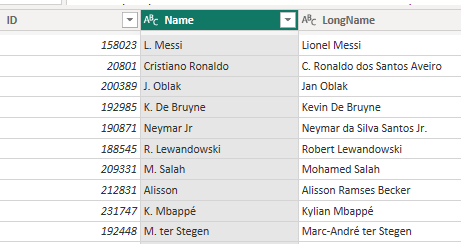 ID ABC Name ABC LongName
158023 L. Messi Lionel Messi
20801 Cristiano Ronaldo C. Ronaldo dos Santos Aveiro
200389 J. Oblak Jan Oblak
192985 K. De Bruyne Kevin De Bruyne
190871 Neymar Jr Neymar da Silva Santos Jr.
188545 R. Lewandowski Robert Lewandowski
209331 M. Salah Mohamed Salah
212831 Alisson Alisson Ramses Becker
231747 K. Mbappé Kylian Mbappé
192448 M. ter Stegen Marc-André ter Stegen